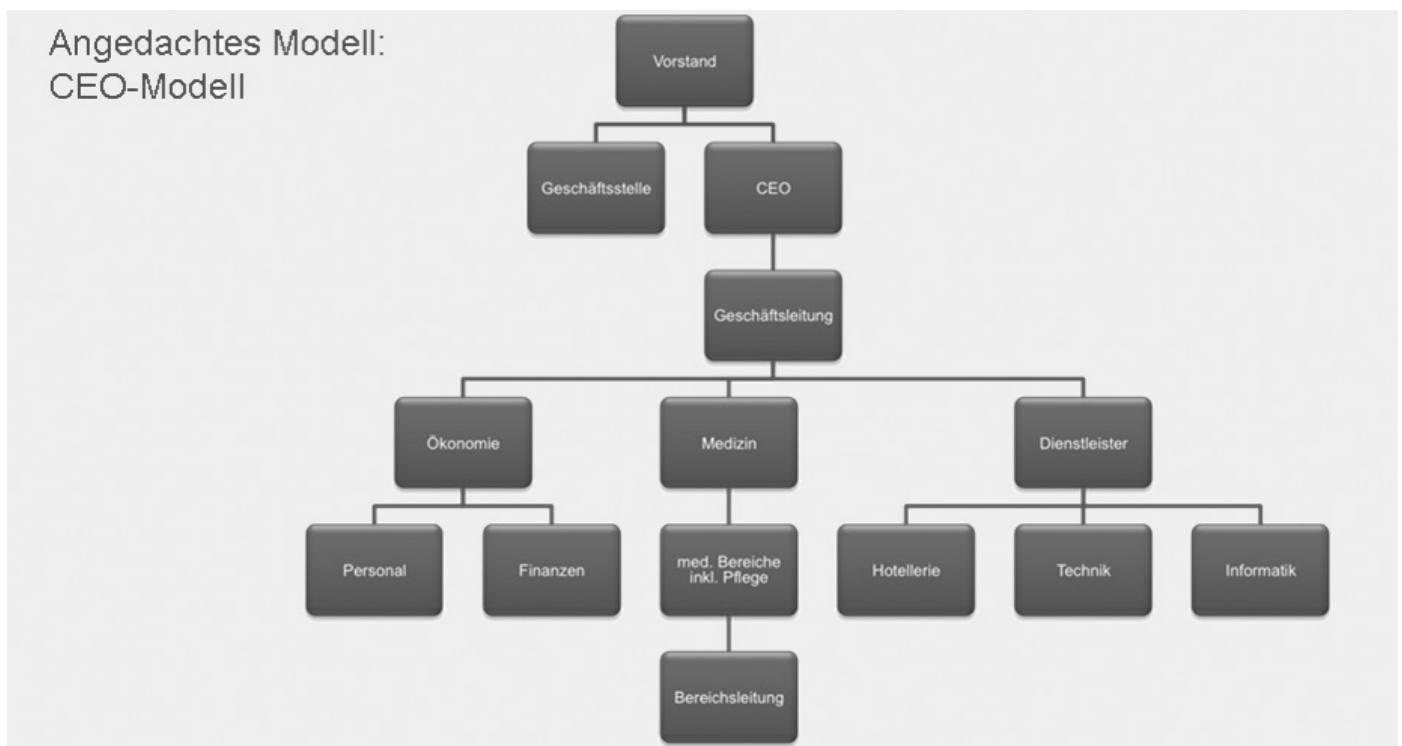 Angedachtes Modell:
CEO-Modell
Vorstand
Geschäftsstelle
CEO
Geschäftsleitung
Ökonomie
Medizin
Dienstleister
Personal
Finanzen
med. Bereiche
inkl. Pflege
Hotellerie
Technik
Informatik
Bereichsleitung